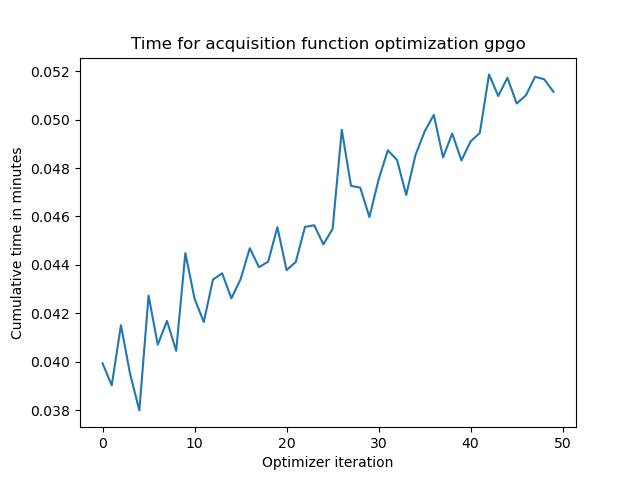 Time for acquisition function optimization gpgo
Cumulative time in minutes
0.052
0.050
0.048
0.046
0.044
0.042
0.040
0.038
0 10 20 30 40 50
Optimizer iteration